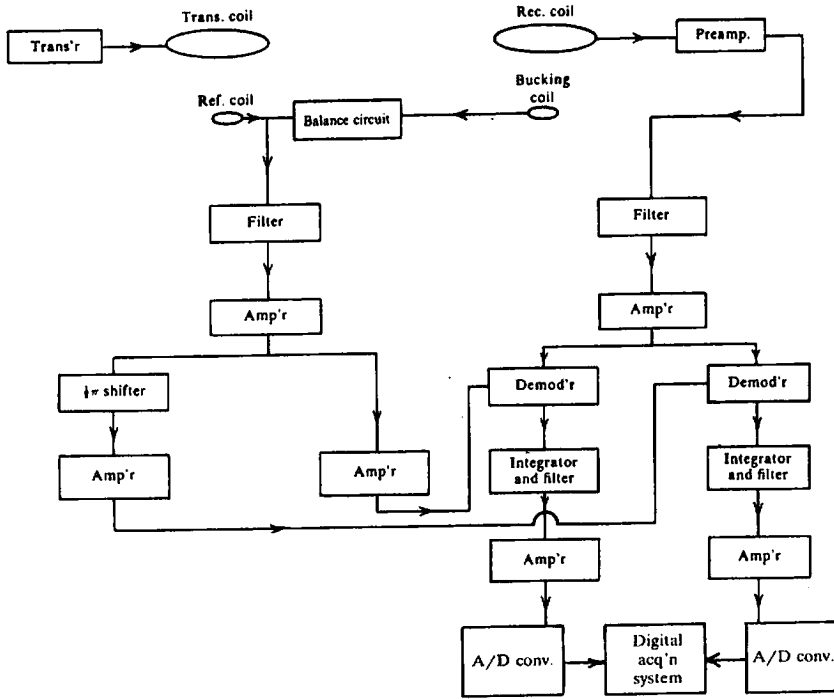 Trans. coil
Rec. coil
Trans'r
Preamp.
Bucking
coil
Ref. coil
Balance circuit
Filter
Filter
Amp'r
Amp'r
½π shifter
Demod'r
Demod'r
Amp'r
Amp'r
Integrator
and filter
Integrator
and filter
Amp'r
Amp'r
A/D conv.
Digital
acq'n
system
A/D conv.